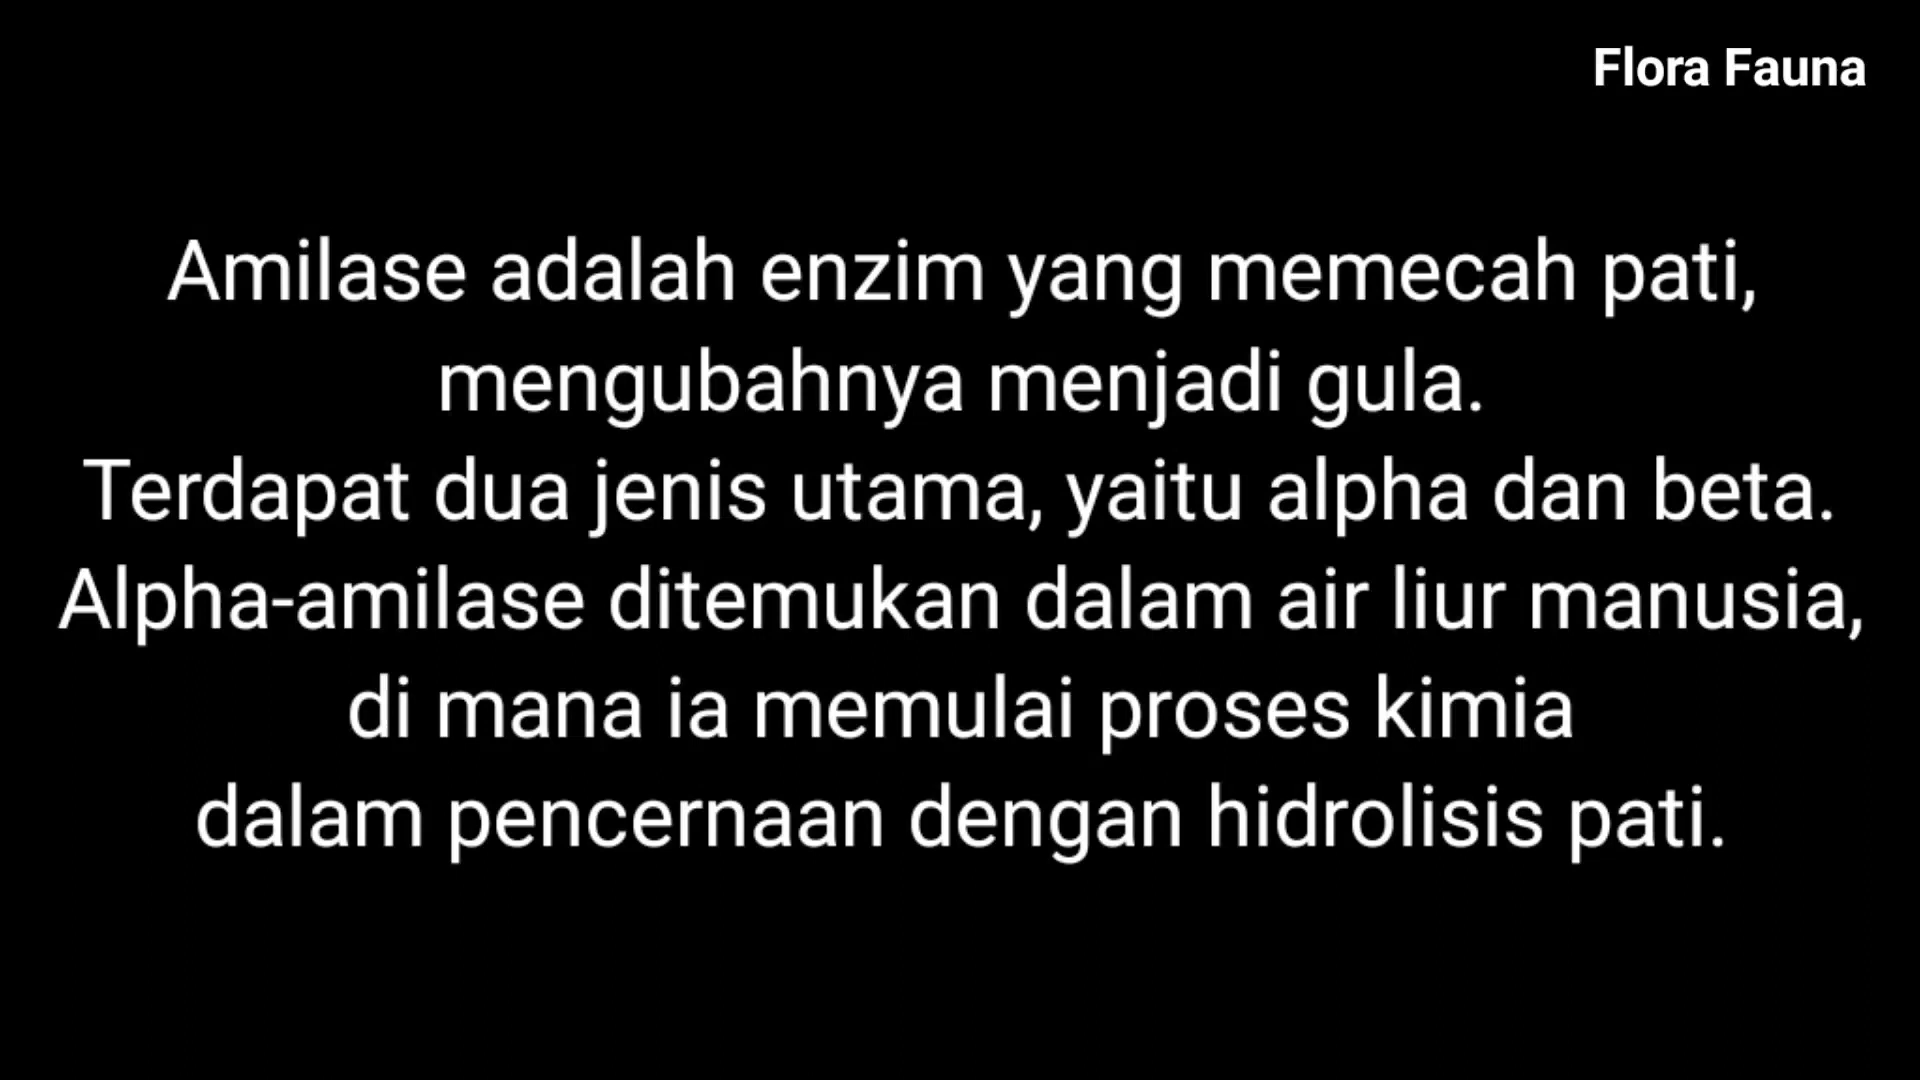 Flora Fauna
Amilase adalah enzim yang memecah pati,
mengubahnya menjadi gula.
Terdapat dua jenis utama, yaitu alpha dan beta.
Alpha-amilase ditemukan dalam air liur manusia,
di mana ia memulai proses kimia
dalam pencernaan dengan hidrolisis pati.